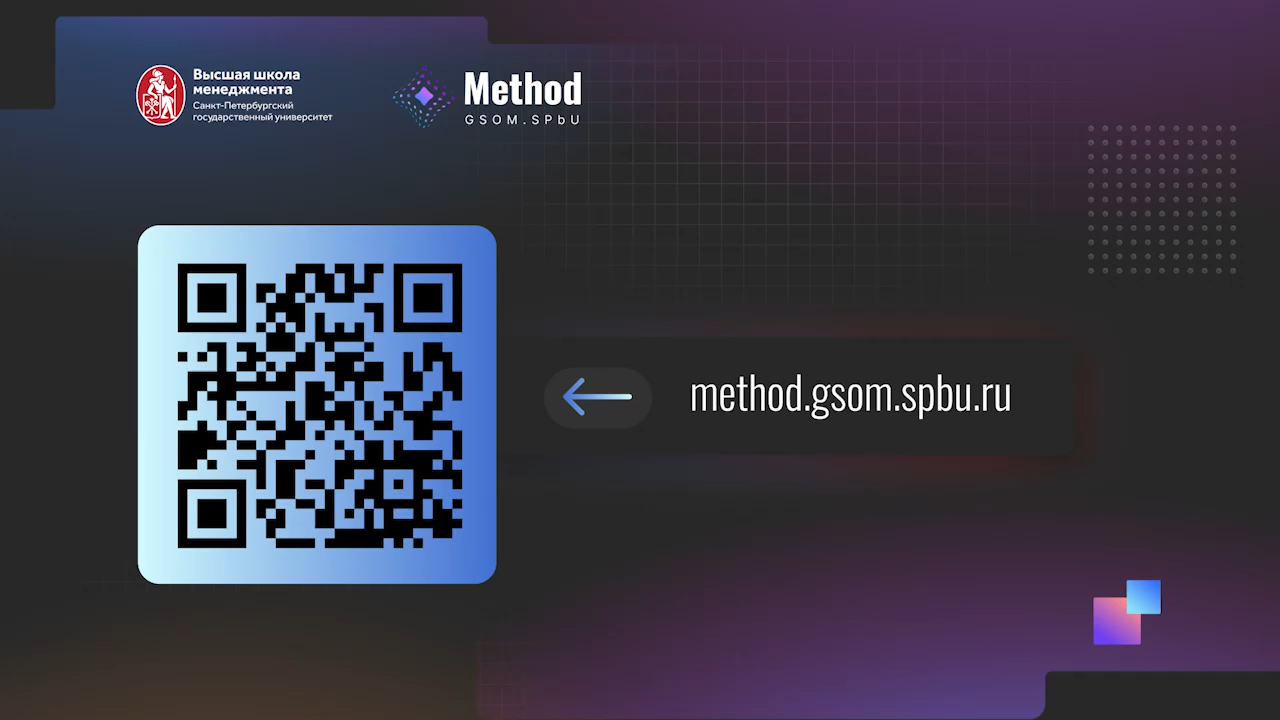 Высшая школа
менеджмента
Санкт-Петербургский
государственный университет
Method
GSOM.SPbU
method.gsom.spbu.ru